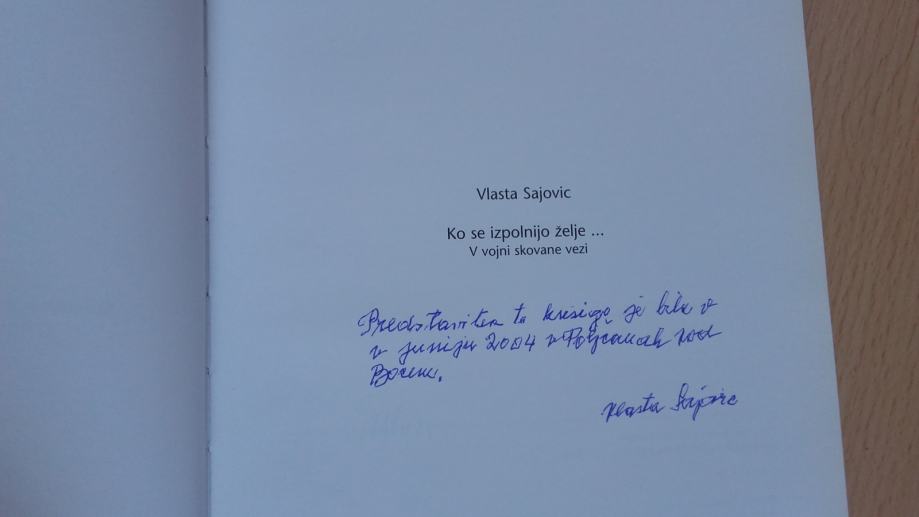 Vlasta Sajovic
Ko se izpolnijo želje ...
V vojni skovane vezi
Predstavitev te knjige je bila v
v juniju 2004 v Poljčanah pod
Bočem.
Vlasta Sajovic